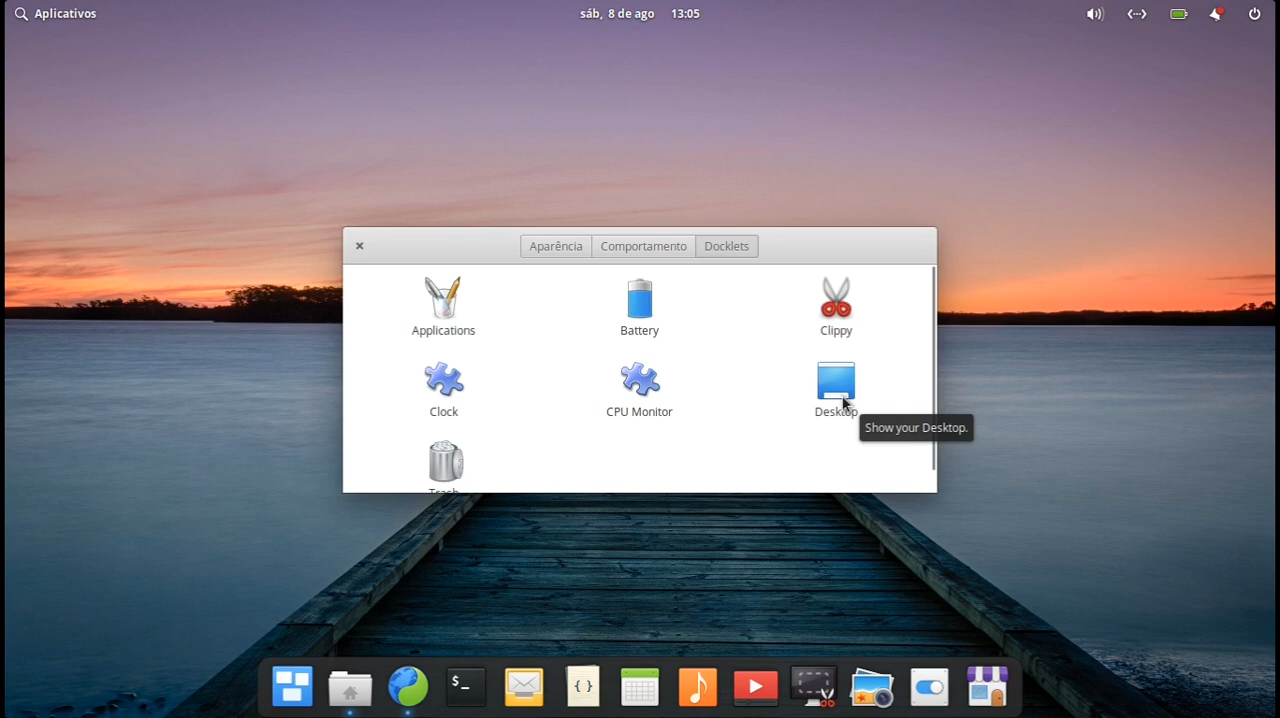 Aplicativos
sáb, 8 de ago 13:05
Aparência Comportamento Docklets
Applications Battery Clippy
Clock CPU Monitor Desktop
Show your Desktop.
Trash
$_
{ }